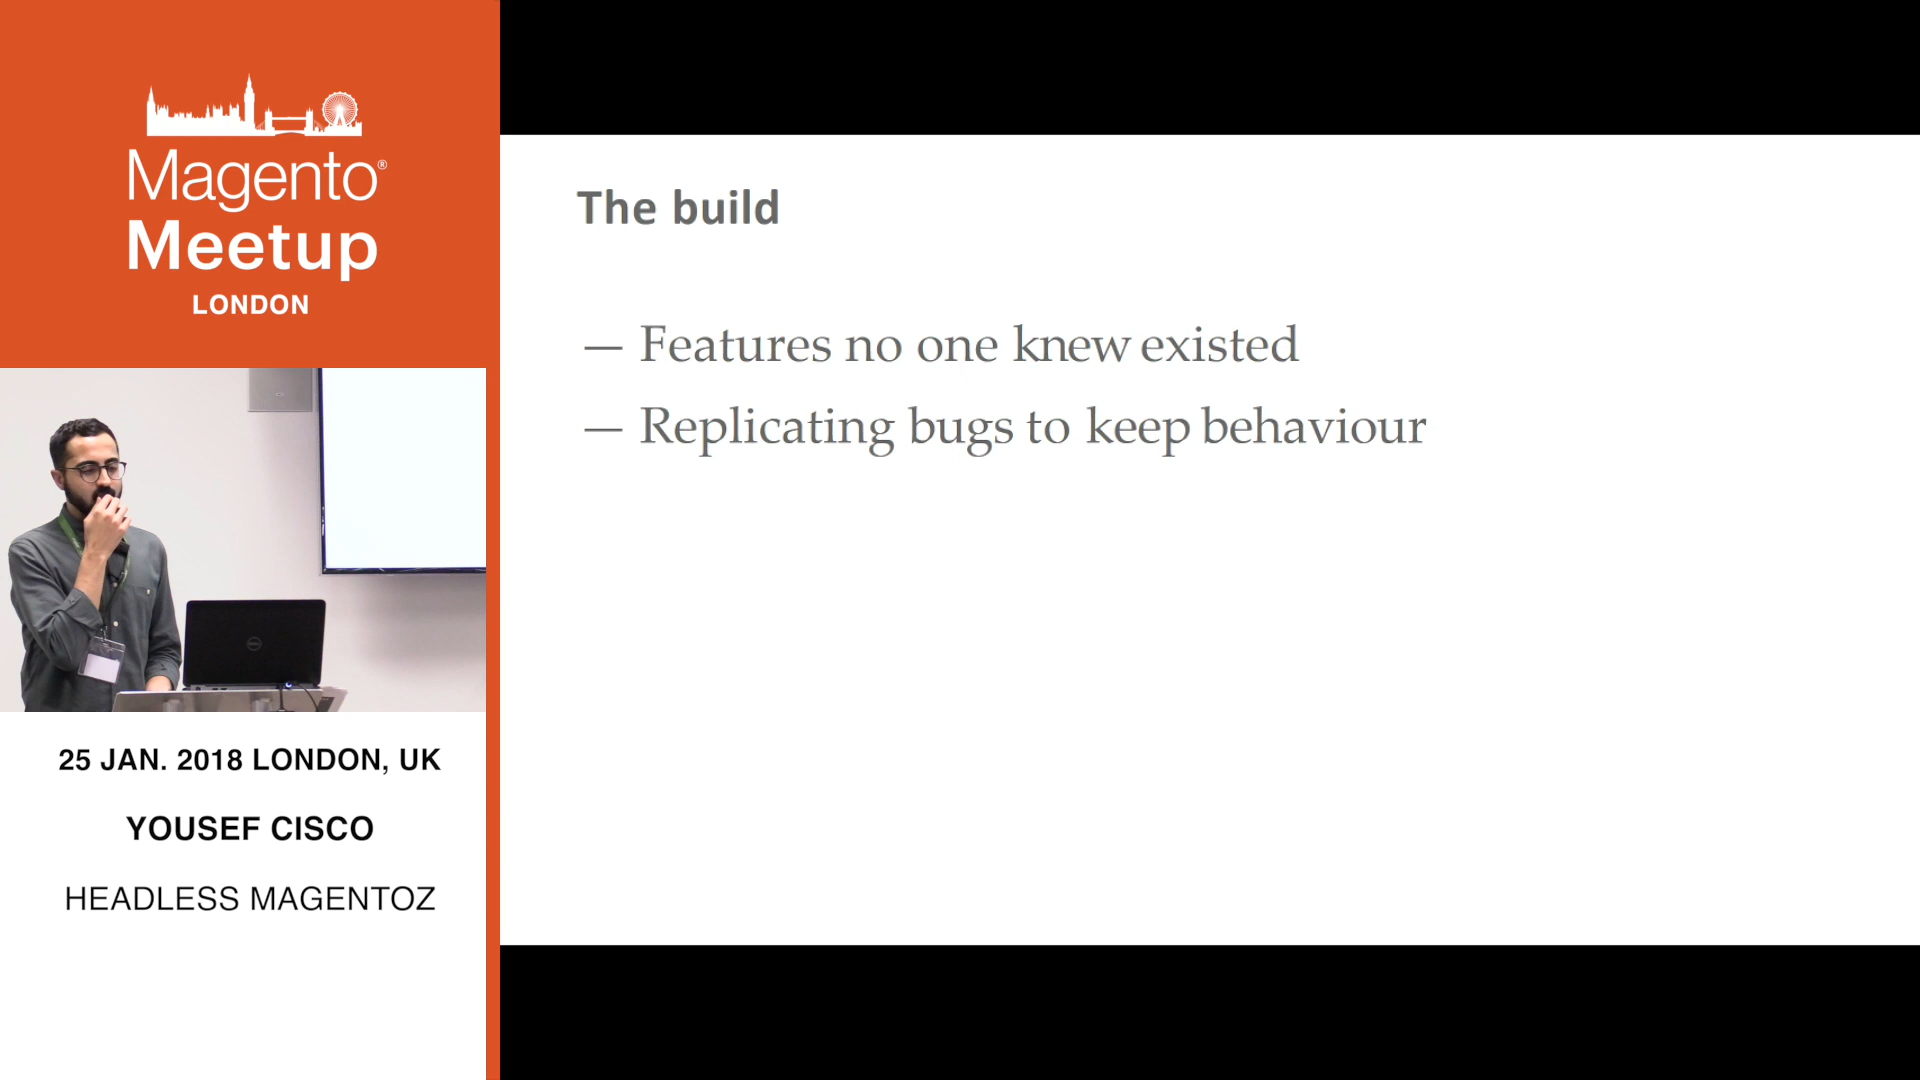 Magento®
Meetup
LONDON
25 JAN. 2018 LONDON, UK
YOUSEF CISCO
HEADLESS MAGENTOZ
The build
— Features no one knew existed
— Replicating bugs to keep behaviour